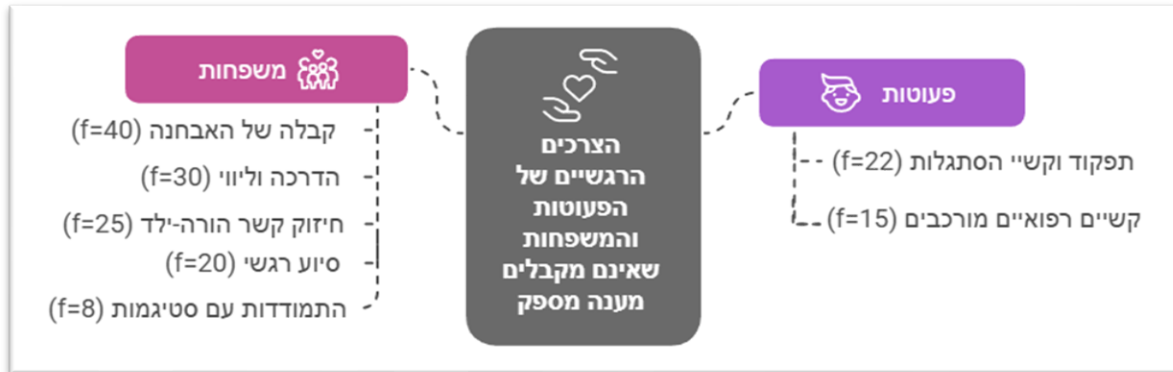 הצרכים
הרגשיים של
הפעוטות
והמשפחות
שאינם מקבלים
מענה מספק
פעוטות
תפקוד וקשיי הסתגלות (f=22)
קשיים רפואיים מורכבים (f=15)
משפחות
קבלה של האבחנה (f=40)
הדרכה וליווי (f=30)
חיזוק קשר הורה-ילד (f=25)
סיוע רגשי (f=20)
התמודדות עם סטיגמות (f=8)